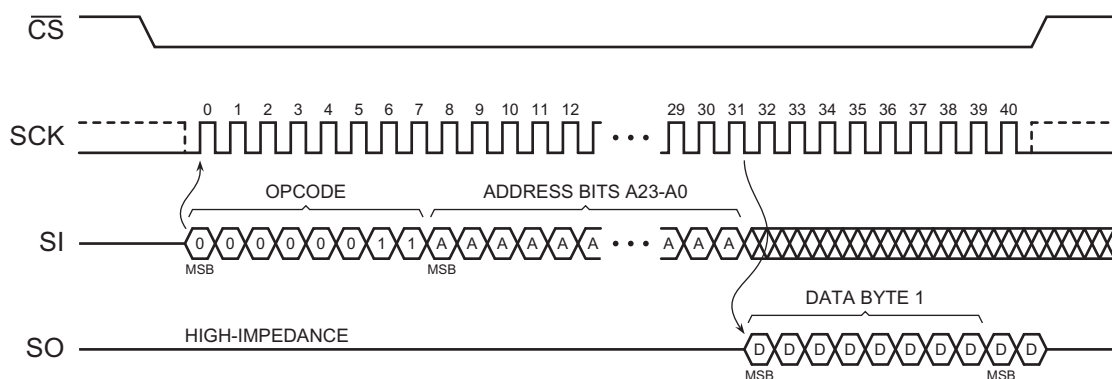 CS
0 1 2 3 4 5 6 7 8 9 10 11 12 29 30 31 32 33 34 35 36 37 38 39 40
SCK
OPCODE ADDRESS BITS A23-A0
SI 0 0 0 0 0 0 1 1 A A A A A A A A A
MSB MSB
DATA BYTE 1
HIGH-IMPEDANCE
SO D D D D D D D D D D
MSB MSB